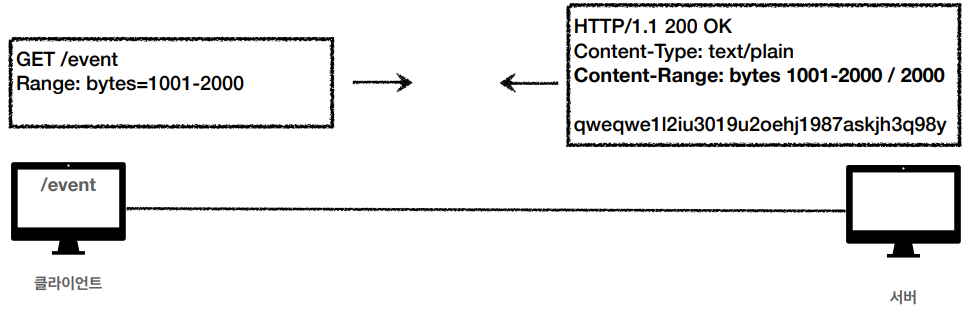 GET /event
Range: bytes=1001-2000
HTTP/1.1 200 OK
Content-Type: text/plain
Content-Range: bytes 1001-2000 / 2000
qweqwe1l2iu3019u2oehj1987askjh3q98y
/event
클라이언트
서버